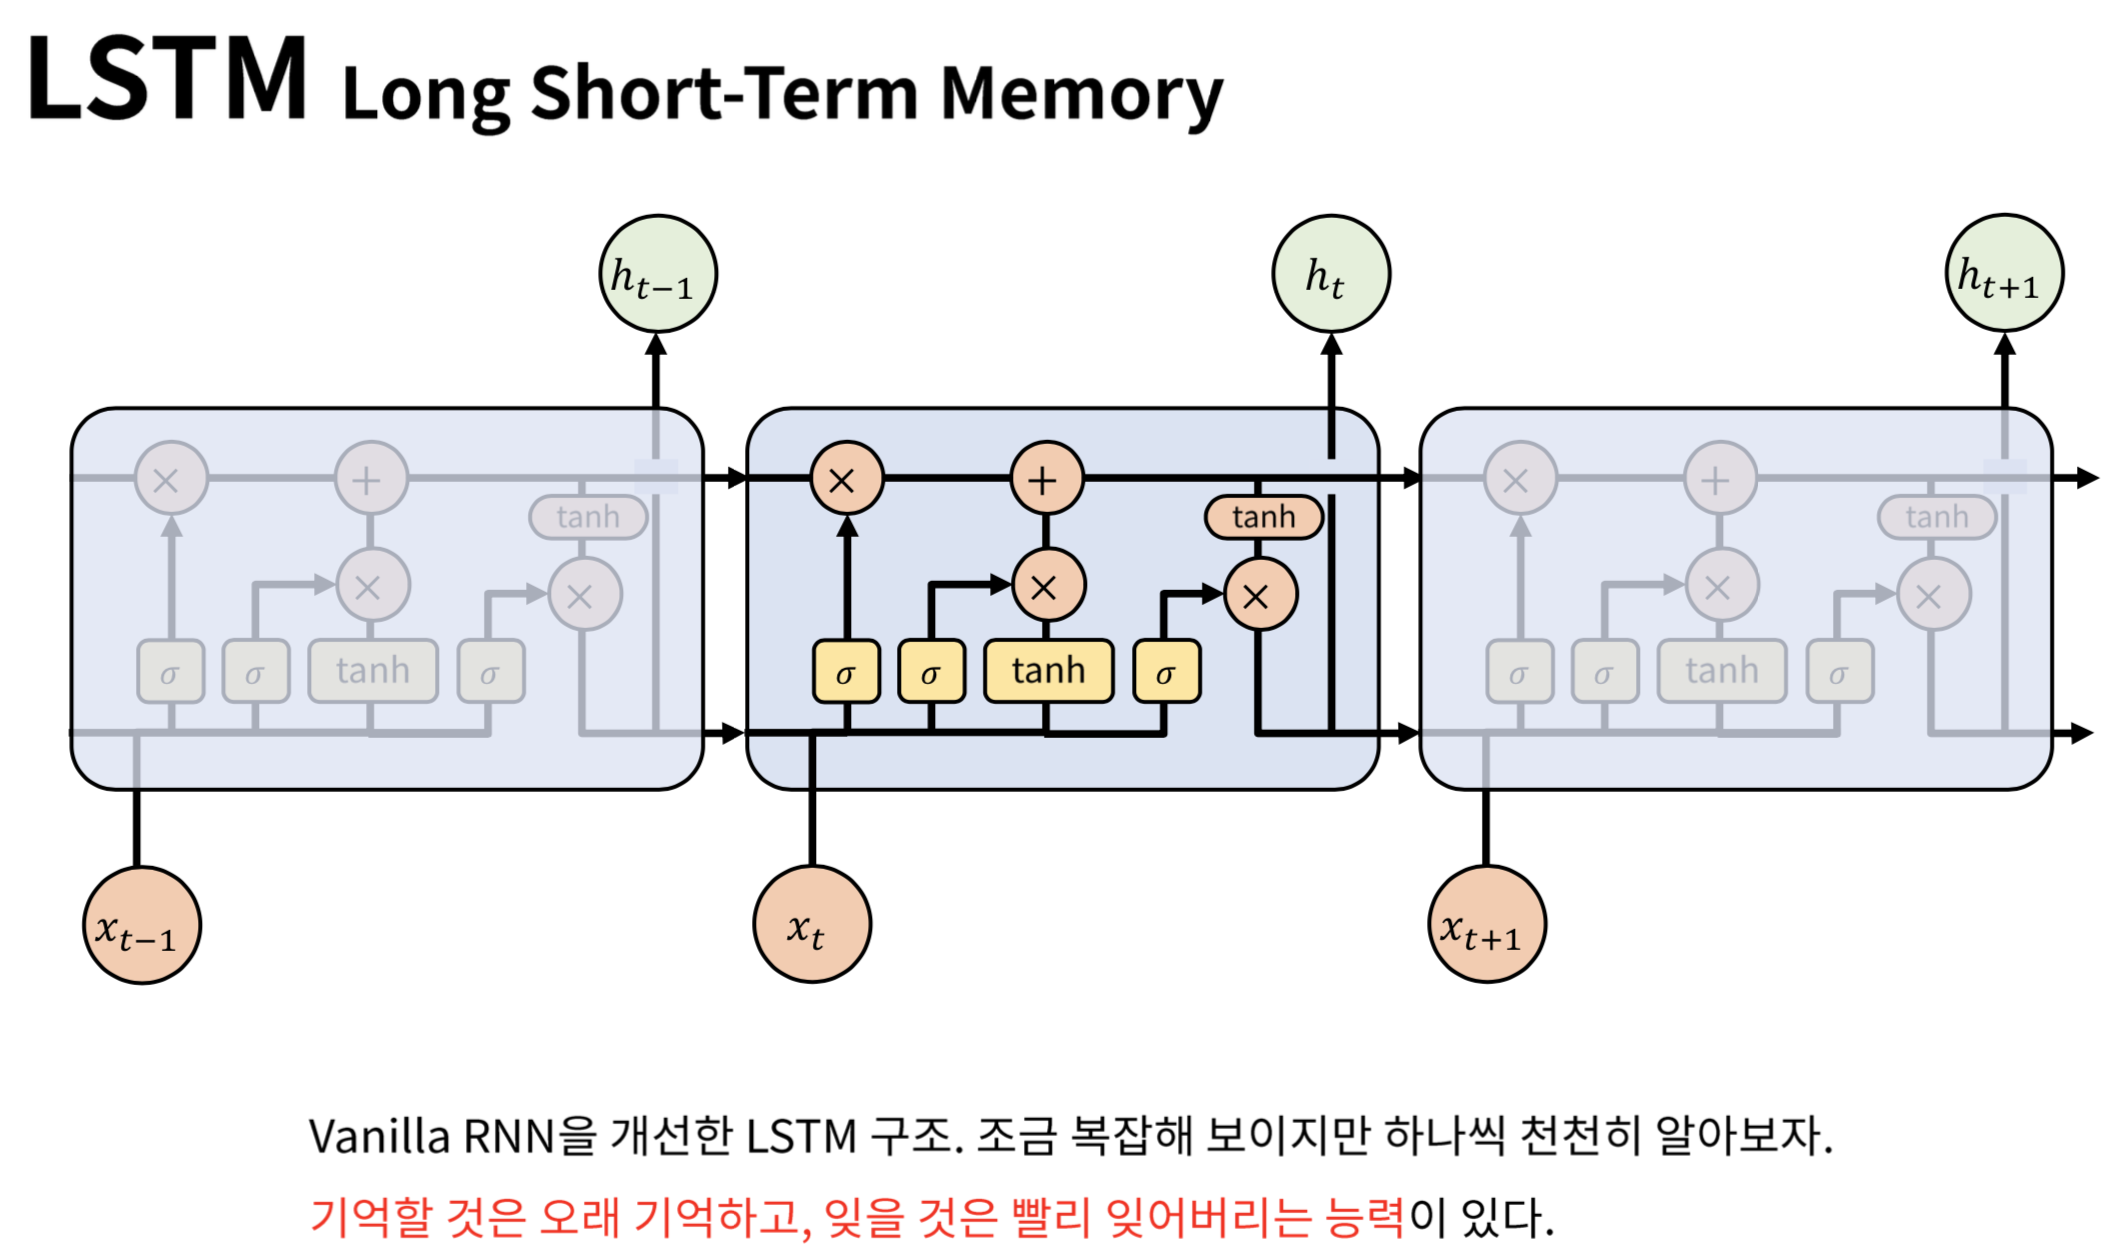 LSTM Long Short-Term Memory
h_{t-1}
h_t
h_{t+1}
× + × + × +
tanh tanh tanh
× × × × × ×
σ σ tanh σ σ σ tanh σ σ σ tanh σ
x_{t-1}
x_t
x_{t+1}
Vanilla RNN을 개선한 LSTM 구조. 조금 복잡해 보이지만 하나씩 천천히 알아보자.
기억할 것은 오래 기억하고, 잊을 것은 빨리 잊어버리는 능력이 있다.